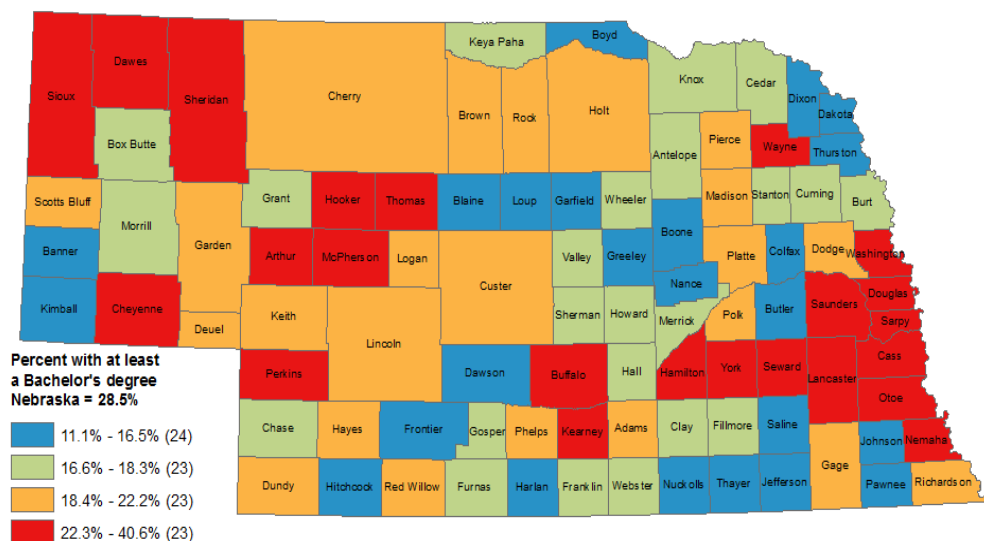 Keya Paha
Boyd
Dawes
Sioux
Sheridan
Cherry
Knox
Cedar
Dixon
Dakota
Brown
Rock
Holt
Box Butte
Antelope
Pierce
Wayne
Thurston
Scotts Bluff
Morrill
Garden
Grant
Hooker
Thomas
Blaine
Loup
Garfield
Wheeler
Madison
Stanton
Cuming
Burt
Banner
Arthur
McPherson
Logan
Custer
Valley
Greeley
Boone
Platte
Colfax
Dodge
Washington
Kimball
Cheyenne
Deuel
Keith
Lincoln
Sherman
Howard
Nance
Merrick
Polk
Butler
Saunders
Douglas
Sarpy
Perkins
Dawson
Buffalo
Hall
Hamilton
York
Seward
Lancaster
Cass
Otoe
Chase
Hayes
Frontier
Gosper
Phelps
Kearney
Adams
Clay
Fillmore
Saline
Johnson
Nemaha
Gage
Dundy
Hitchcock
Red Willow
Furnas
Harlan
Franklin
Webster
Nuckolls
Thayer
Jefferson
Pawnee
Richardson
Percent with at least
a Bachelor's degree
Nebraska = 28.5%
11.1% - 16.5% (24)
16.6% - 18.3% (23)
18.4% - 22.2% (23)
22.3% - 40.6% (23)